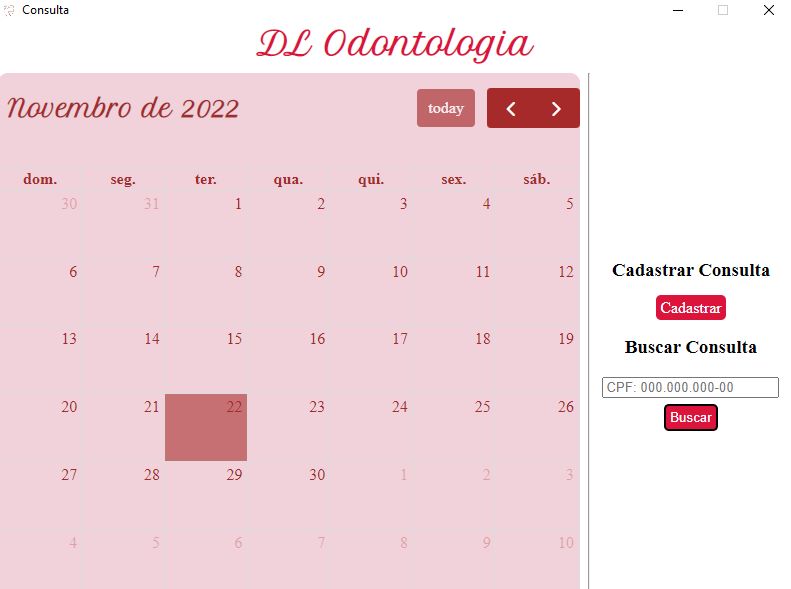 Consulta
DL Odontologia
Novembro de 2022
today
dom. seg. ter. qua. qui. sex. sáb.
30 31 1 2 3 4 5
6 7 8 9 10 11 12
13 14 15 16 17 18 19
20 21 22 23 24 25 26
27 28 29 30 1 2 3
4 5 6 7 8 9 10
Cadastrar Consulta
Cadastrar
Buscar Consulta
CPF: 000.000.000-00
Buscar